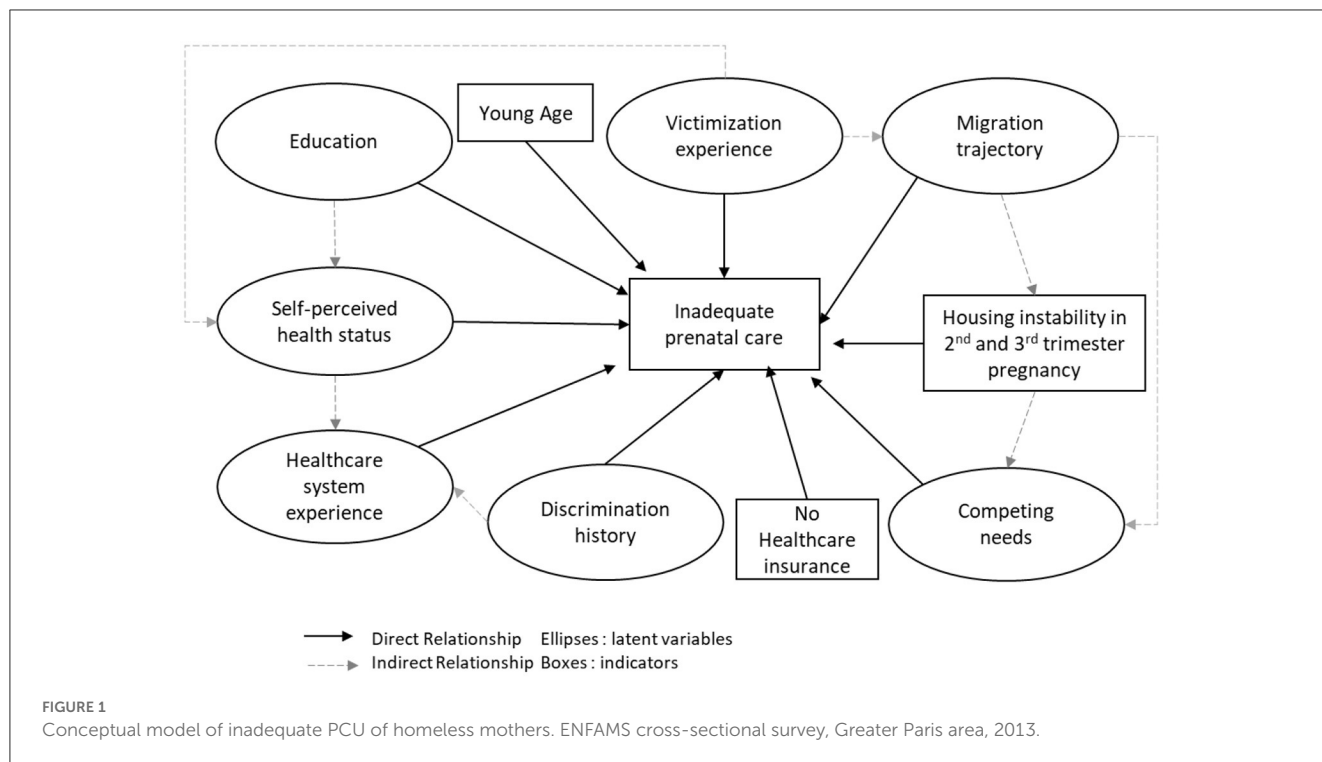 Education
Young Age
Victimization
experience
Migration
trajectory
Self-perceived
health status
Inadequate
prenatal care
Housing instability in
2nd and 3rd trimester
pregnancy
Healthcare
system
experience
Discrimination
history
No
Healthcare
insurance
Competing
needs
Direct Relationship Ellipses : latent variables
Indirect Relationship Boxes : indicators
FIGURE 1
Conceptual model of inadequate PCU of homeless mothers. ENFAMS cross-sectional survey, Greater Paris area, 2013.